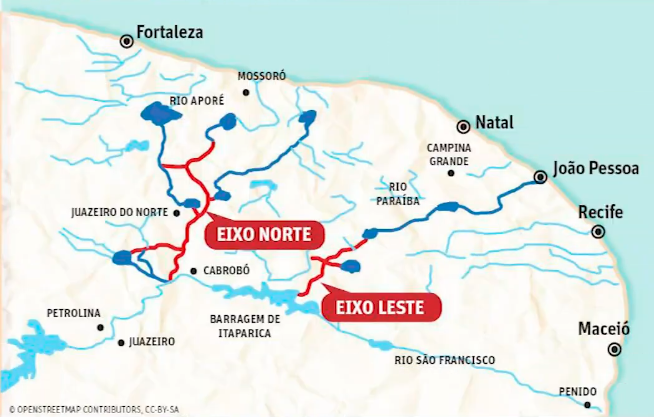 Fortaleza
MOSSORÓ
RIO APORÉ
Natal
CAMPINA
GRANDE
João Pessoa
RIO
PARAÍBA
JUAZEIRO DO NORTE
Recife
EIXO NORTE
CABROBÓ
EIXO LESTE
PETROLINA
BARRAGEM DE
ITAPARICA
Maceió
JUAZEIRO
RIO SÃO FRANCISCO
PENIDO
© OPENSTREETMAP CONTRIBUTORS, CC-BY-SA